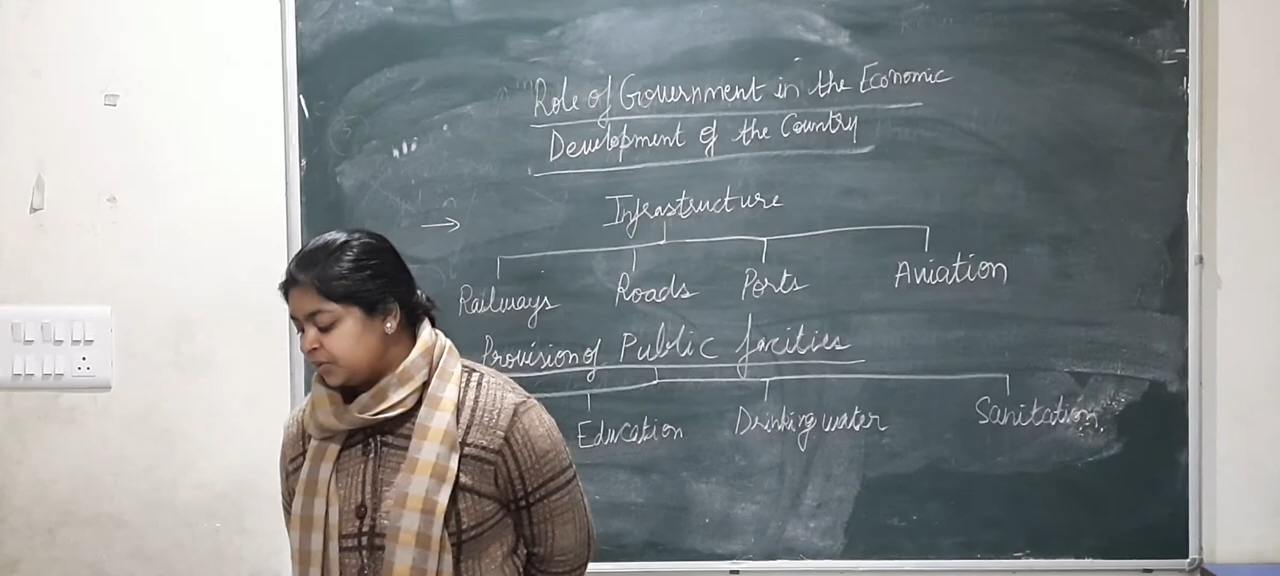 Role of Government in the Economic
Development of the Country
→ Infrastructure
Railways Roads Ports Aviation
Provision of Public facities
Education Drinking water Sanitation